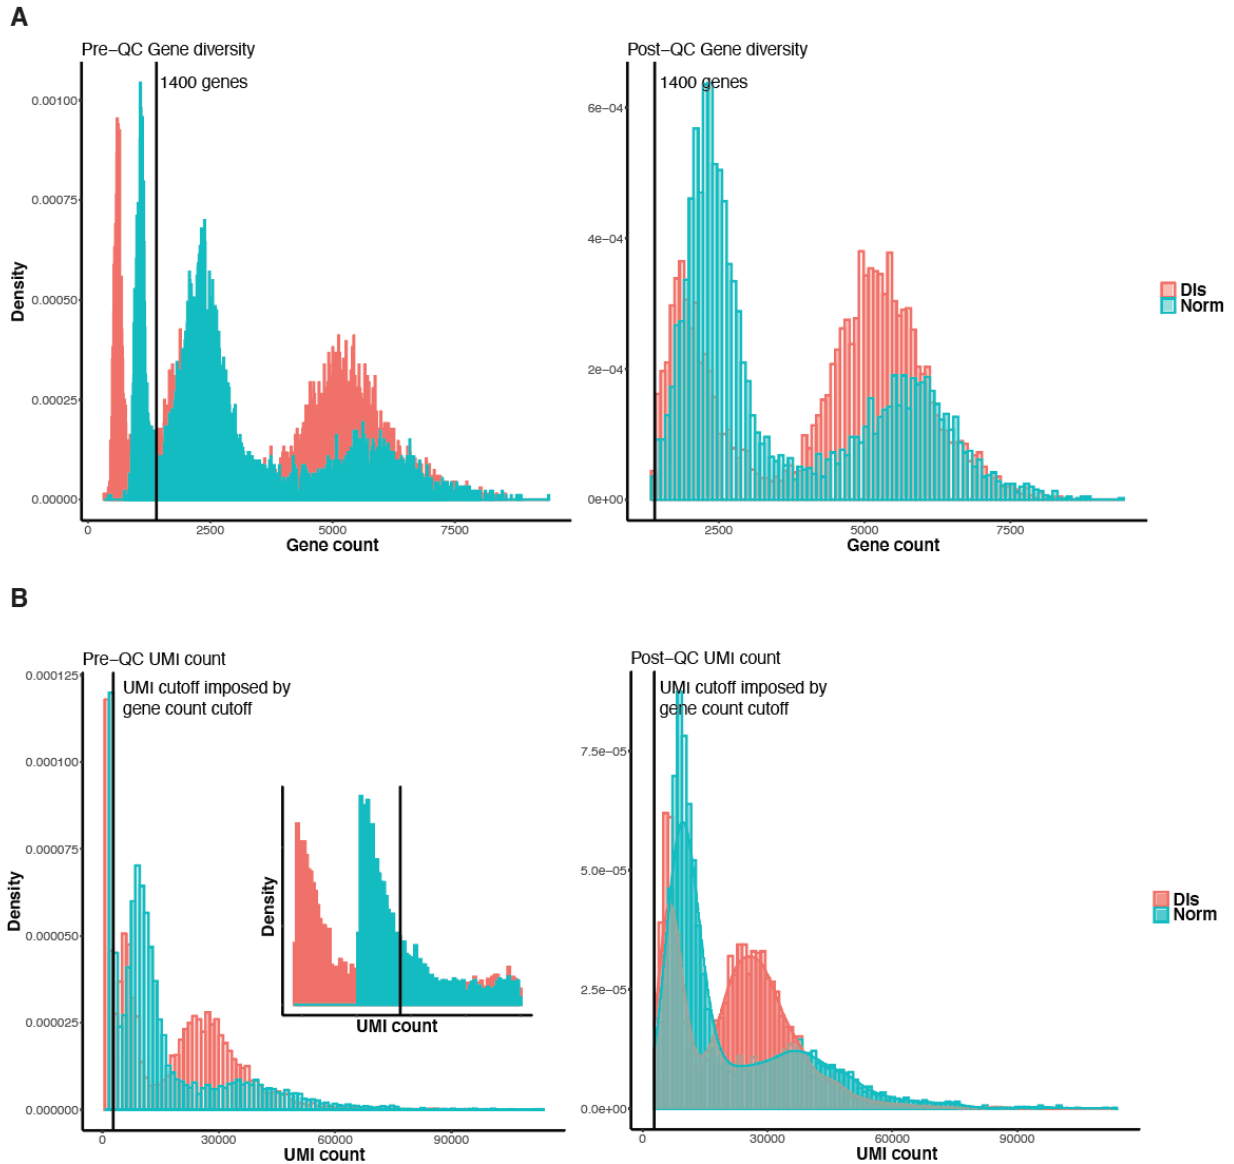 A
Pre–QC Gene diversity
1400 genes
0.00100
0.00075
0.00050
0.00025
0.00000
Density
0
2500
5000
7500
Gene count
Post–QC Gene diversity
1400 genes
6e–04
4e–04
2e–04
0e+00
2500
5000
7500
Gene count
Dis
Norm
B
Pre–QC UMI count
UMI cutoff imposed by
gene count cutoff
0.000125
0.000100
0.000075
0.000050
0.000025
0.000000
Density
0
30000
60000
90000
UMI count
Density
UMI count
Post–QC UMI count
UMI cutoff imposed by
gene count cutoff
7.5e–05
5.0e–05
2.5e–05
0.0e+00
0
30000
60000
90000
UMI count
Dis
Norm